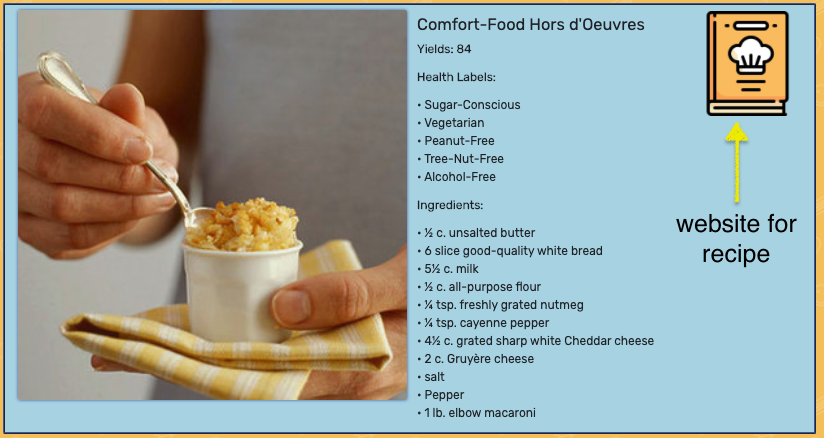 Comfort-Food Hors d'Oeuvres
Yields: 84
Health Labels:
• Sugar-Conscious
• Vegetarian
• Peanut-Free
• Tree-Nut-Free
• Alcohol-Free
Ingredients:
• ½ c. unsalted butter
• 6 slice good-quality white bread
• 5½ c. milk
• ½ c. all-purpose flour
• ¼ tsp. freshly grated nutmeg
• ¼ tsp. cayenne pepper
• 4½ c. grated sharp white Cheddar cheese
• 2 c. Gruyère cheese
• salt
• Pepper
• 1 lb. elbow macaroni
website for
recipe